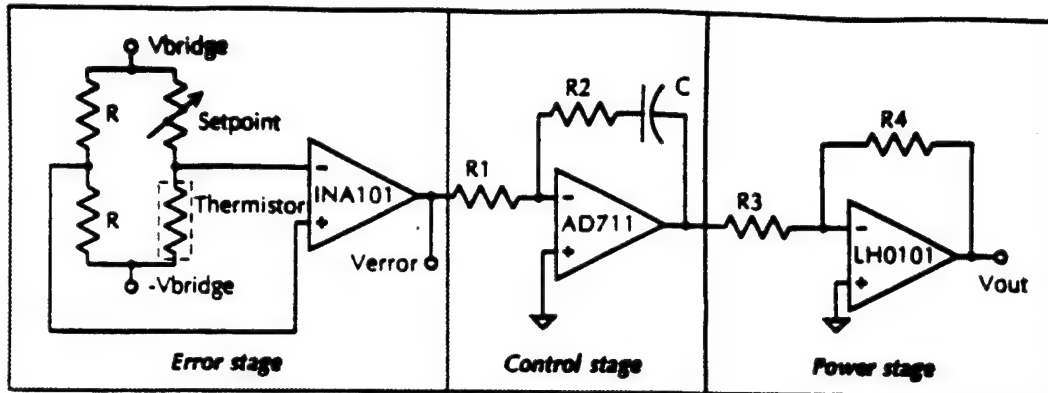 Vbridge
R
Setpoint
R
Thermistor
-Vbridge
INA101
-
+
Verror
Error stage
R1
R2
C
-
AD711
+
Control stage
R3
R4
-
LH0101
+
Vout
Power stage